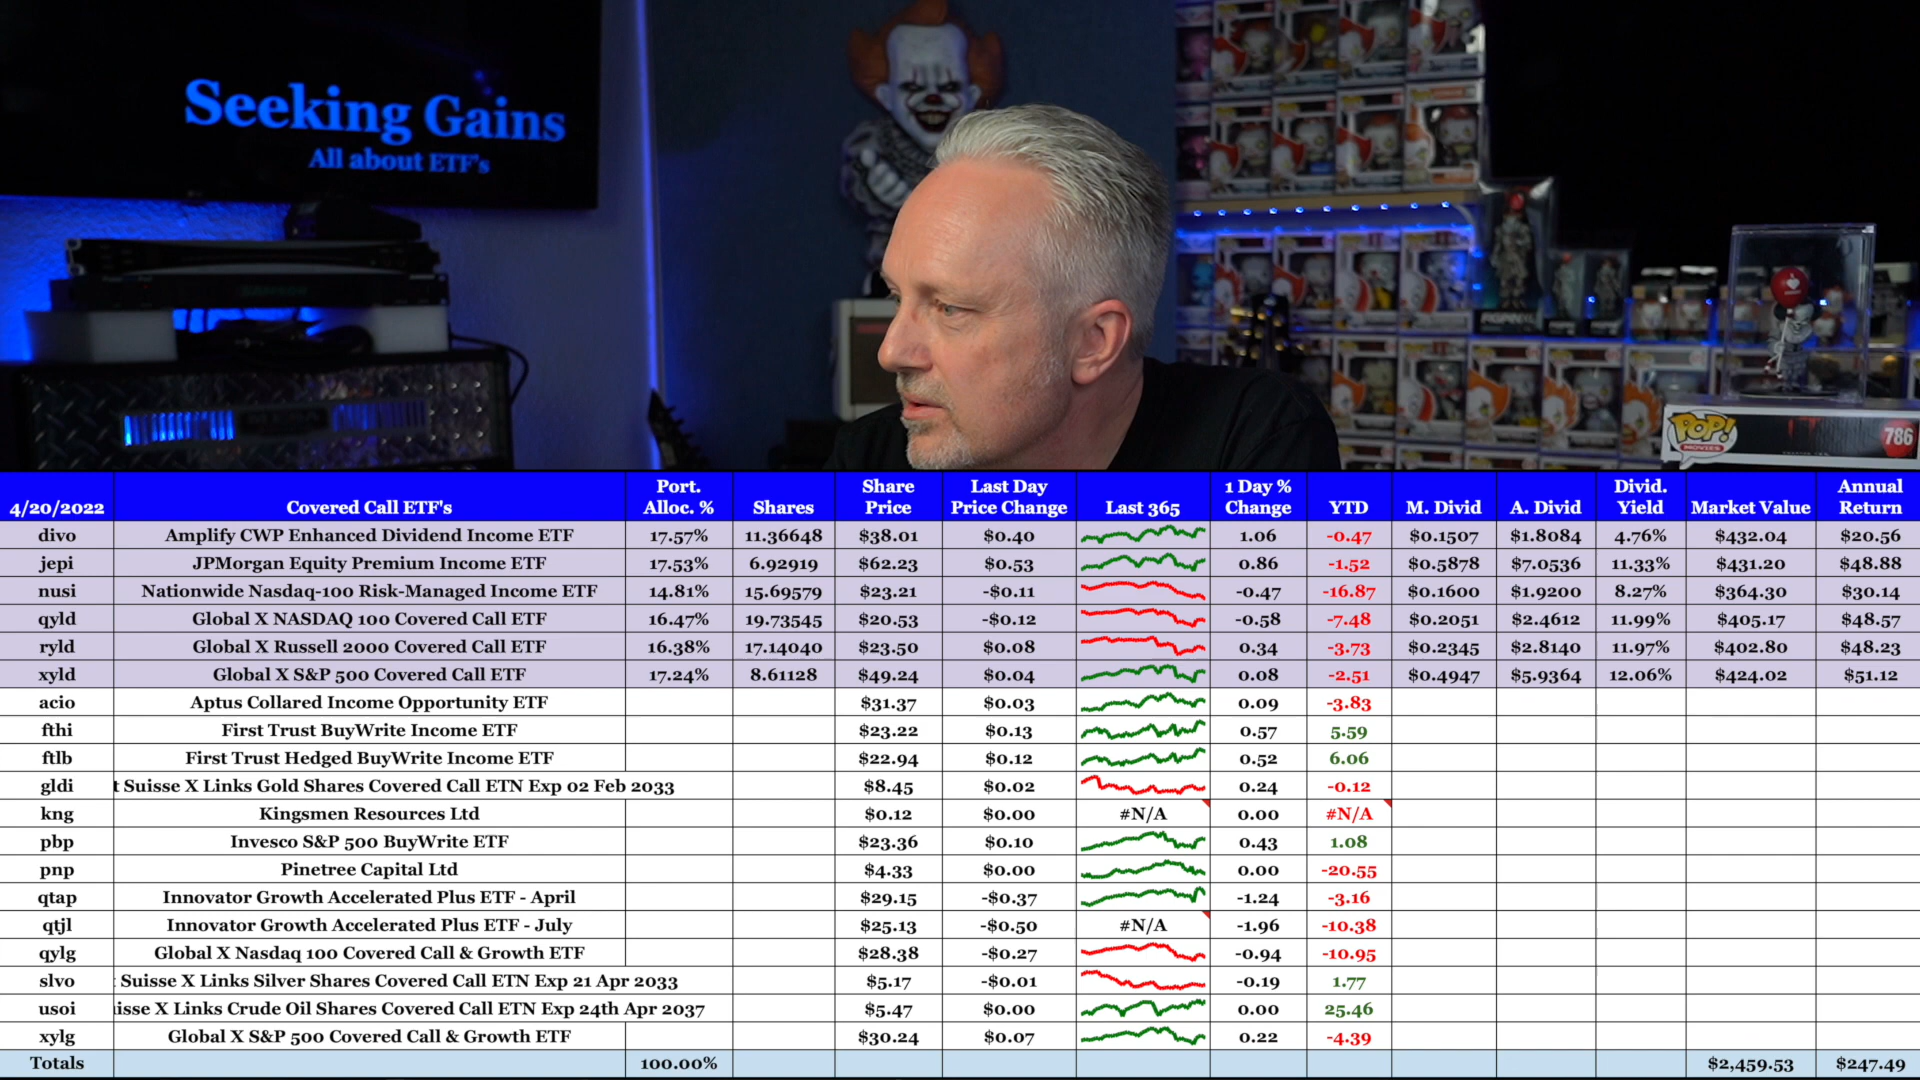 Seeking Gains
All about ETF's
SAMSON
FiGPiN XL
POP!
MOVIES
IT
786
4/20/2022 Covered Call ETF's Port. Alloc. % Shares Share Price Last Day Price Change Last 365 1 Day % Change YTD M. Divid A. Divid Divid. Yield Market Value Annual Return
divo Amplify CWP Enhanced Dividend Income ETF 17.57% 11.36648 $38.01 $0.40 1.06 -0.47 $0.1507 $1.8084 4.76% $432.04 $20.56
jepi JPMorgan Equity Premium Income ETF 17.53% 6.92919 $62.23 $0.53 0.86 -1.52 $0.5878 $7.0536 11.33% $431.20 $48.88
nusi Nationwide Nasdaq-100 Risk-Managed Income ETF 14.81% 15.69579 $23.21 -$0.11 -0.47 -16.87 $0.1600 $1.9200 8.27% $364.30 $30.14
qyld Global X NASDAQ 100 Covered Call ETF 16.47% 19.73545 $20.53 -$0.12 -0.58 -7.48 $0.2051 $2.4612 11.99% $405.17 $48.57
ryld Global X Russell 2000 Covered Call ETF 16.38% 17.14040 $23.50 $0.08 0.34 -3.73 $0.2345 $2.8140 11.97% $402.80 $48.23
xyld Global X S&P 500 Covered Call ETF 17.24% 8.61128 $49.24 $0.04 0.08 -2.51 $0.4947 $5.9364 12.06% $424.02 $51.12
acio Aptus Collared Income Opportunity ETF $31.37 $0.03 0.09 -3.83
fthi First Trust BuyWrite Income ETF $23.22 $0.13 0.57 5.59
ftlb First Trust Hedged BuyWrite Income ETF $22.94 $0.12 0.52 6.06
gldi t Suisse X Links Gold Shares Covered Call ETN Exp 02 Feb 2033 $8.45 $0.02 0.24 -0.12
kng Kingsmen Resources Ltd $0.12 $0.00 #N/A 0.00 #N/A
pbp Invesco S&P 500 BuyWrite ETF $23.36 $0.10 0.43 1.08
pnp Pinetree Capital Ltd $4.33 $0.00 0.00 -20.55
qtap Innovator Growth Accelerated Plus ETF - April $29.15 -$0.37 -1.24 -3.16
qtjl Innovator Growth Accelerated Plus ETF - July $25.13 -$0.50 #N/A -1.96 -10.38
qylg Global X Nasdaq 100 Covered Call & Growth ETF $28.38 -$0.27 -0.94 -10.95
slvo Suisse X Links Silver Shares Covered Call ETN Exp 21 Apr 2033 $5.17 -$0.01 -0.19 1.77
usoi isse X Links Crude Oil Shares Covered Call ETN Exp 24th Apr 2037 $5.47 $0.00 0.00 25.46
xylg Global X S&P 500 Covered Call & Growth ETF $30.24 $0.07 0.22 -4.39
Totals 100.00% $2,459.53 $247.49